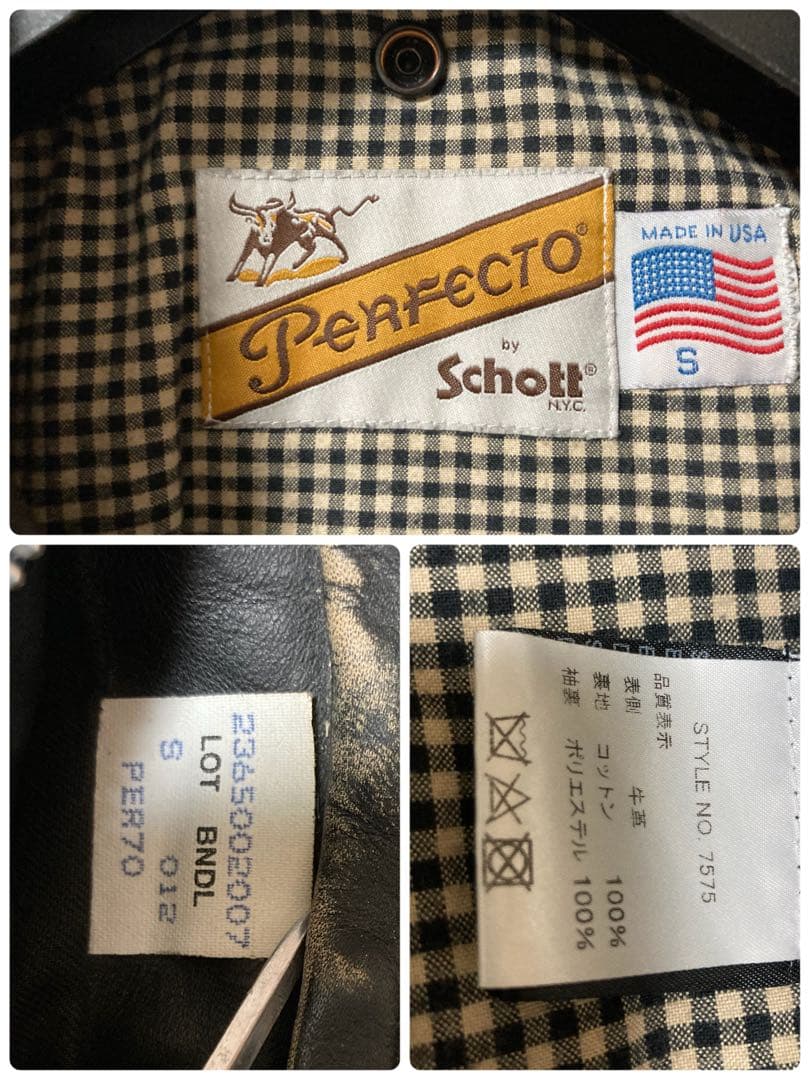 PERFECTO®
by
Schott®
N.Y.C.
MADE IN USA
S
2365002007
LOT BNDL
S 012
PER70
STYLE NO. 7575
品質表示
表側 牛革
裏地 コットン 100%
袖裏 ポリエステル 100%